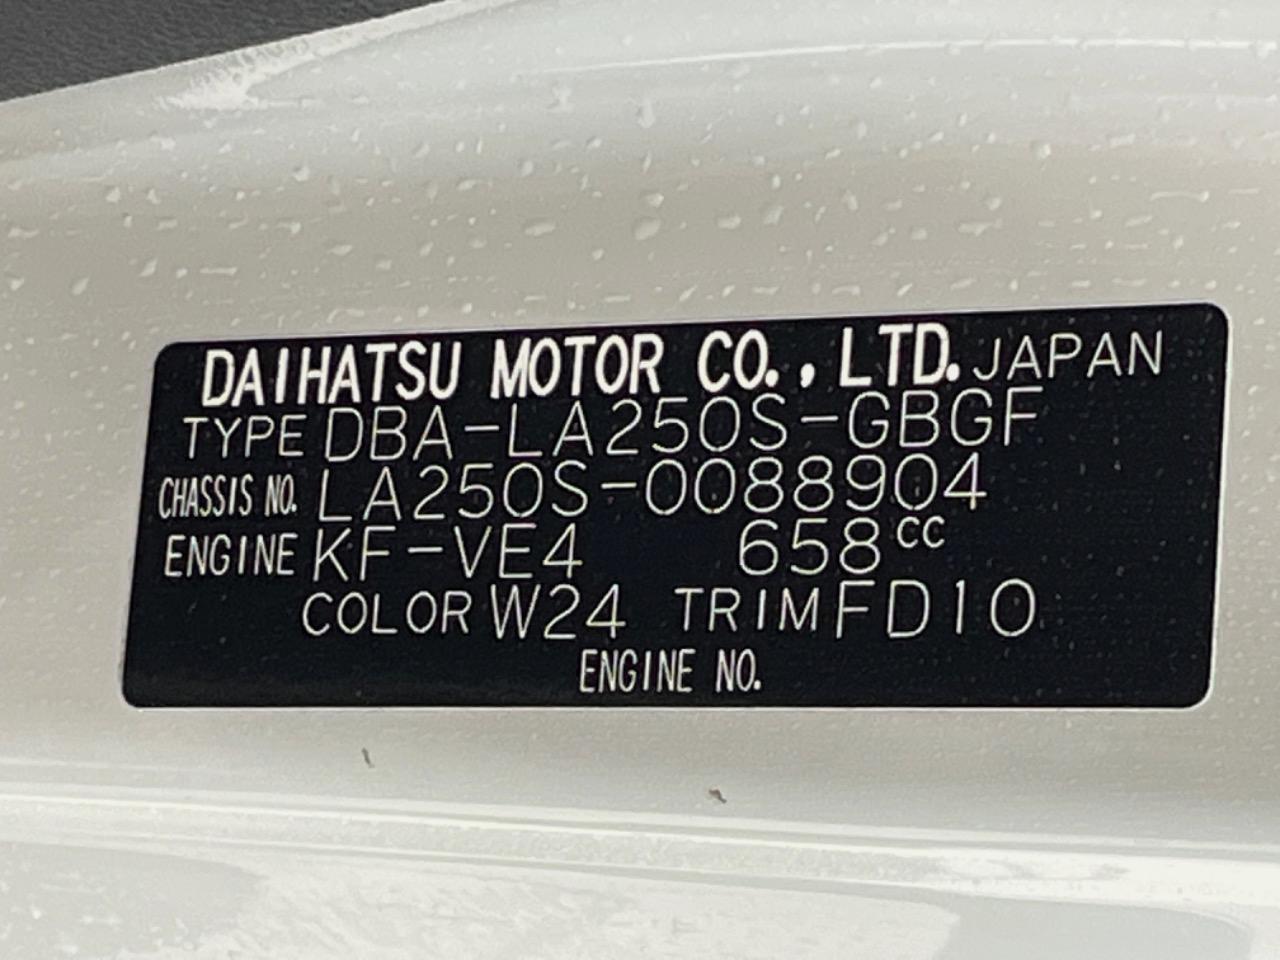 DAIHATSU MOTOR CO., LTD. JAPAN
TYPE DBA-LA250S-GBGF
CHASSIS NO. LA250S-0088904
ENGINE KF-VE4 658cc
COLOR W24 TRIM FD10
ENGINE NO.